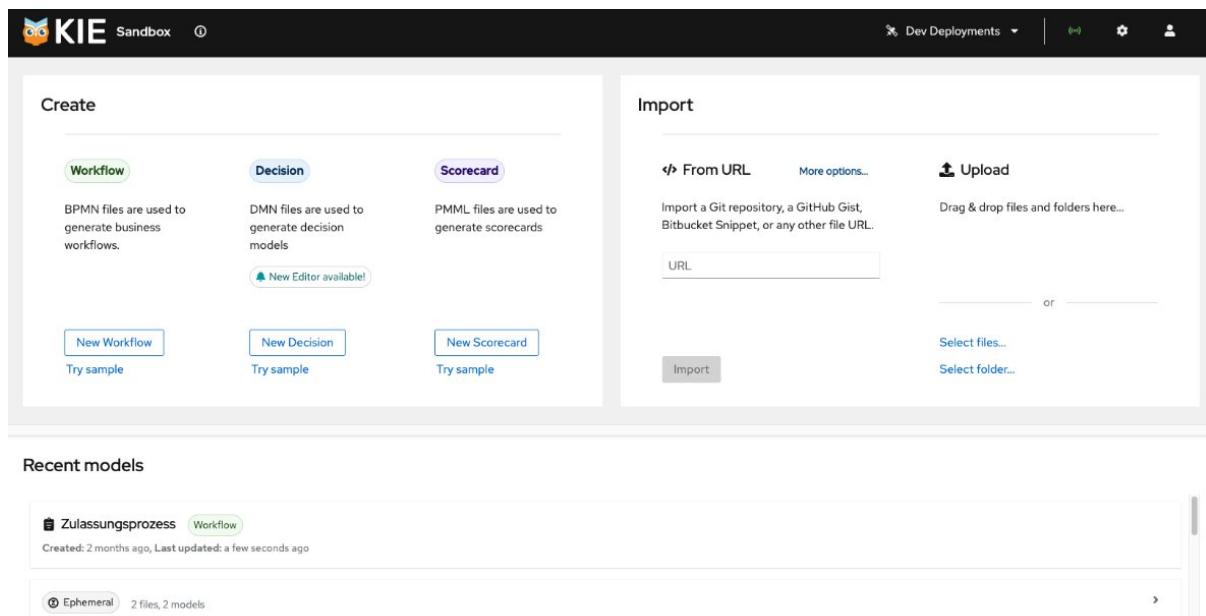 KIE Sandbox
Dev Deployments
Create
Workflow
BPMN files are used to
generate business
workflows.
New Workflow
Try sample
Decision
DMN files are used to
generate decision
models
New Editor available!
New Decision
Try sample
Scorecard
PMML files are used to
generate scorecards
New Scorecard
Try sample
Import
From URL
More options...
Import a Git repository, a GitHub Gist,
Bitbucket Snippet, or any other file URL.
URL
Import
Upload
Drag & drop files and folders here...
or
Select files...
Select folder...
Recent models
Zulassungsprozess Workflow
Created: 2 months ago, Last updated: a few seconds ago
Ephemeral 2 files, 2 models